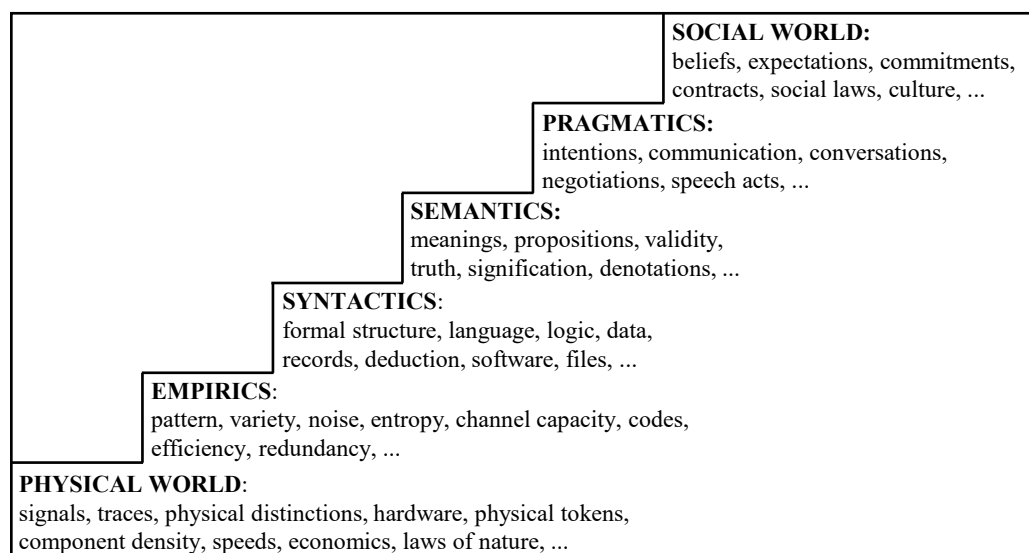 SOCIAL WORLD:
beliefs, expectations, commitments,
contracts, social laws, culture, ...
PRAGMATICS:
intentions, communication, conversations,
negotiations, speech acts, ...
SEMANTICS:
meanings, propositions, validity,
truth, signification, denotations, ...
SYNTACTICS:
formal structure, language, logic, data,
records, deduction, software, files, ...
EMPIRICS:
pattern, variety, noise, entropy, channel capacity, codes,
efficiency, redundancy, ...
PHYSICAL WORLD:
signals, traces, physical distinctions, hardware, physical tokens,
component density, speeds, economics, laws of nature, ...